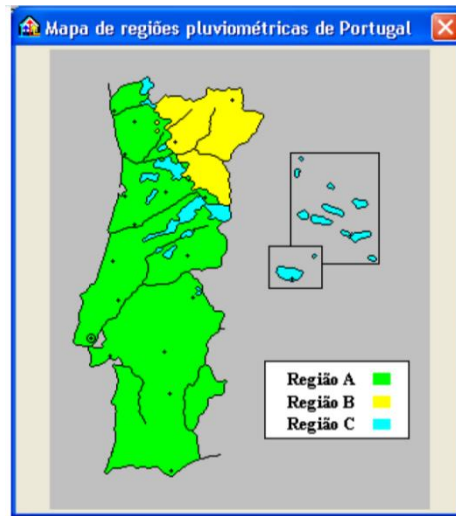 Mapa de regiões pluviométricas de Portugal
Região A
Região B
Região C